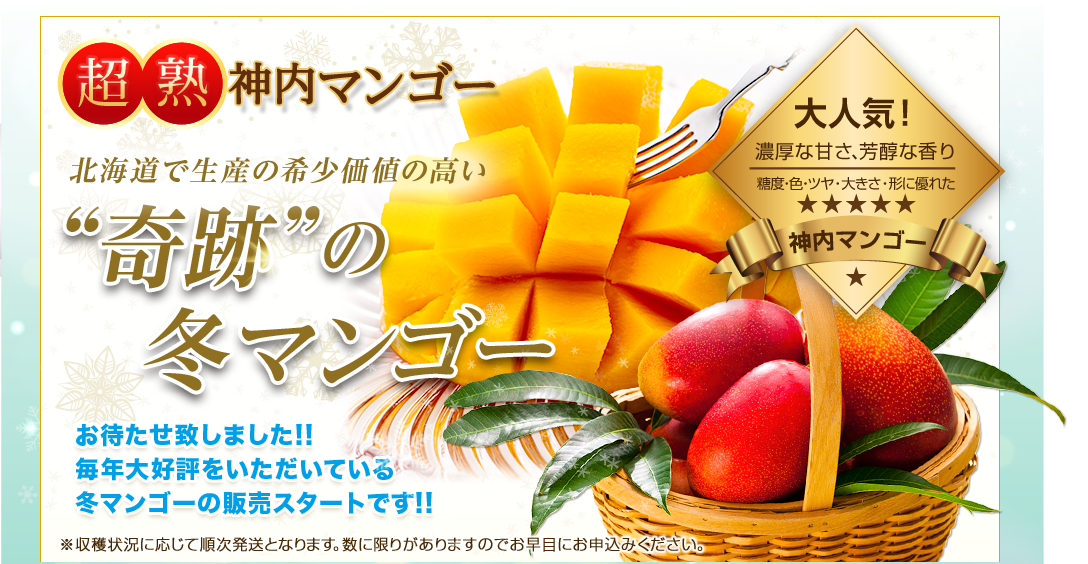 超熟神内マンゴー
北海道で生産の希少価値の高い
“奇跡”の
冬マンゴー
お待たせ致しました!!
毎年大好評をいただいている
冬マンゴーの販売スタートです!!
※収穫状況に応じて順次発送となります。数に限りがありますのでお早目にお申込みください。
大人気!
濃厚な甘さ、芳醇な香り
糖度・色・ツヤ・大きさ・形に優れた
★★★★★
神内マンゴー
★